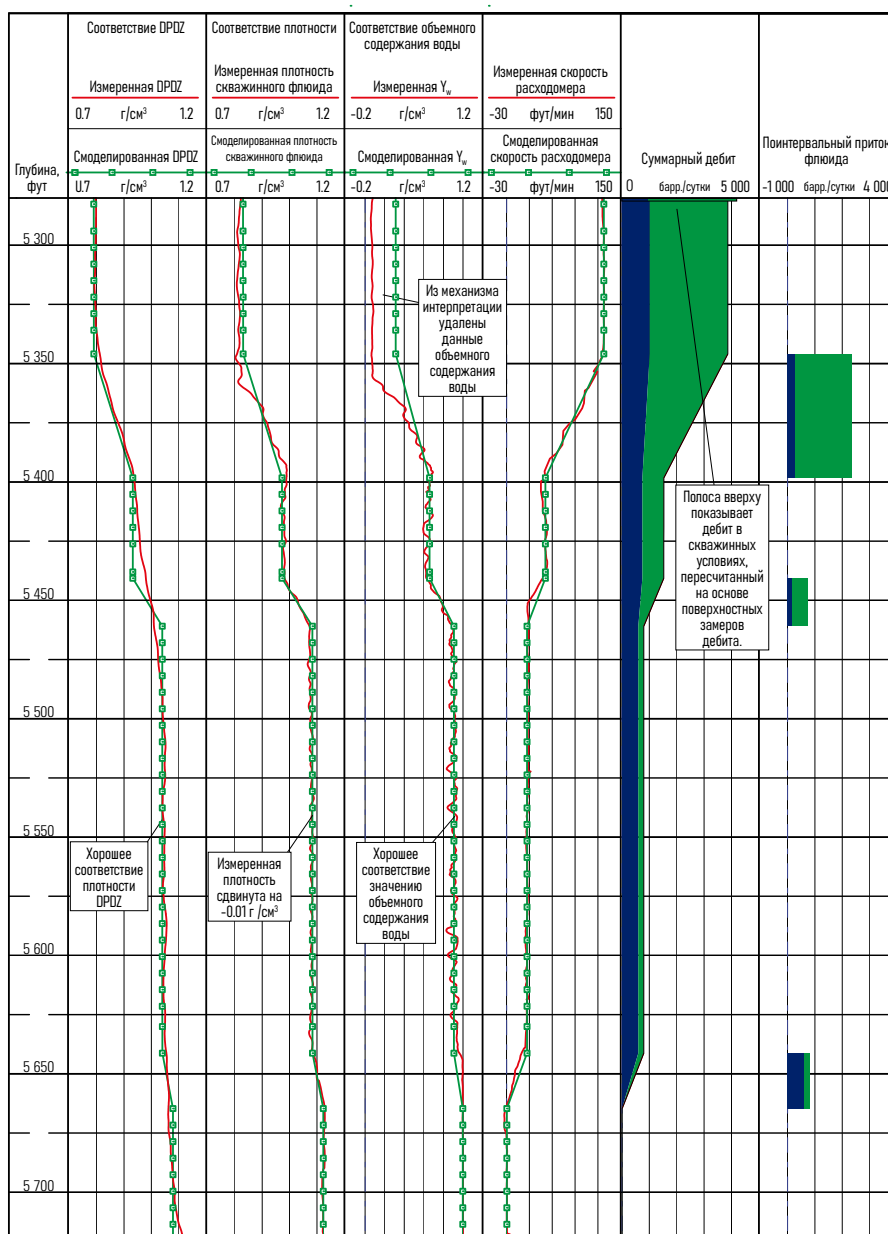 Соответствие DPDZ
Измеренная DPDZ
0.7 г/см³ 1.2
Смоделированная DPDZ
0.7 г/см³ 1.2
Соответствие плотности
Измеренная плотность
скважинного флюида
0.7 г/см³ 1.2
Смоделированная плотность
скважинного флюида
0.7 г/см³ 1.2
Соответствие объемного
содержания воды
Измеренная Yw
-0.2 г/см³ 1.2
Смоделированная Yw
-0.2 г/см³ 1.2
Измеренная скорость
расходомера
-30 фут/мин 150
Смоделированная
скорость расходомера
-30 фут/мин 150
Суммарный дебит
0 барр./сутки 5 000
Поинтервальный приток
флюида
-1 000 барр./сутки 4 000
Глубина,
фут
5 300
5 350
5 400
5 450
5 500
5 550
5 600
5 650
5 700
Из механизма
интерпретации
удалены
данные
объемного
содержания
воды
Полоса вверху
показывает
дебит в
скважинных
условиях,
пересчитанный
на основе
поверхностных
замеров
дебита.
Хорошее
соответствие
плотности
DPDZ
Измеренная
плотность
сдвинута на
-0.01 г /см³
Хорошее
соответствие
значению
объемного
содержания
воды